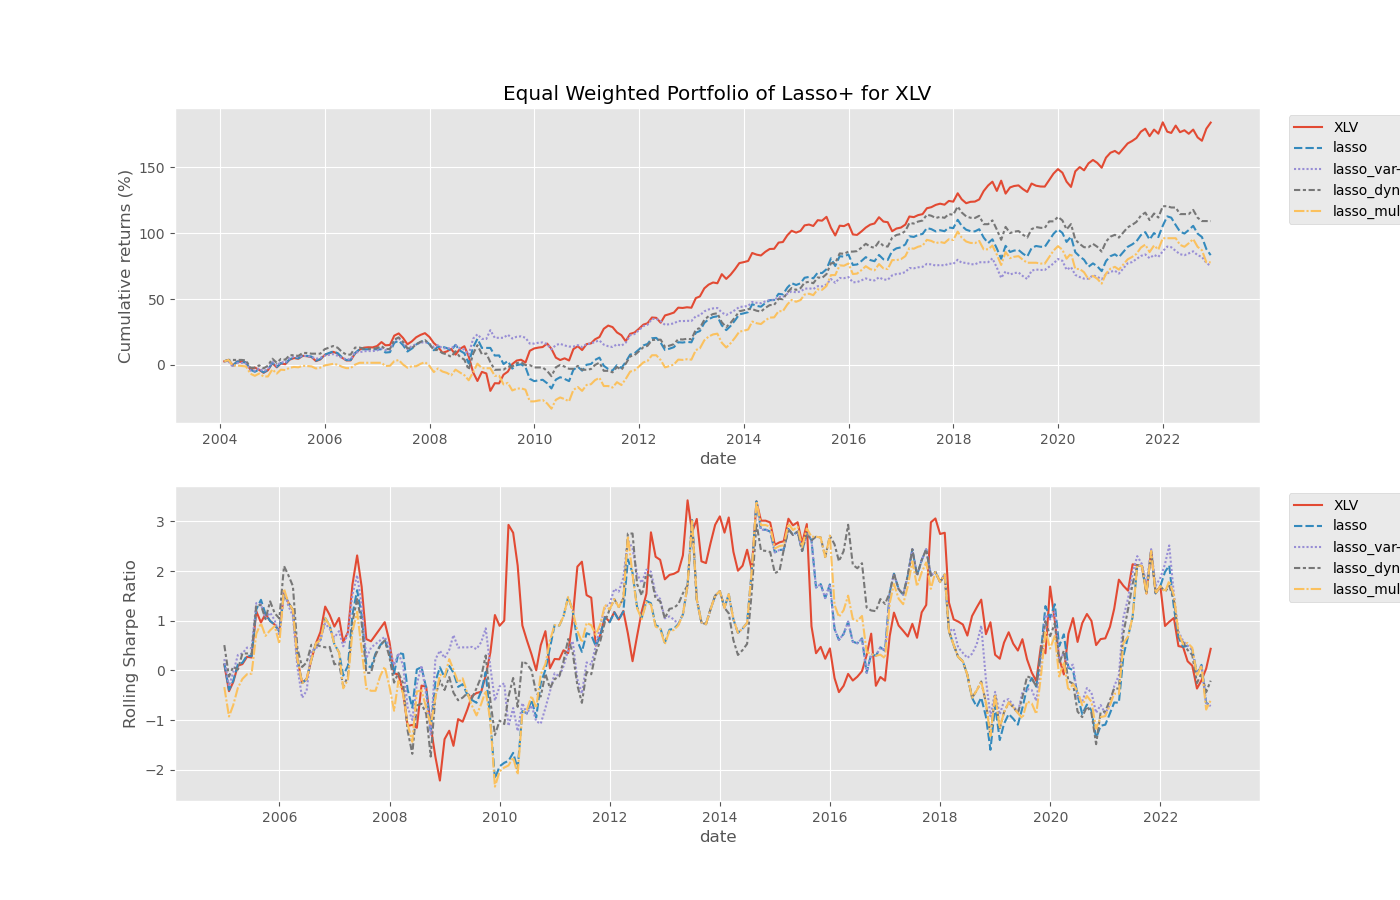 Equal Weighted Portfolio of Lasso+ for XLV
Cumulative returns (%)
150
100
50
0
2004 2006 2008 2010 2012 2014 2016 2018 2020 2022
date
XLV
lasso
lasso_var-
lasso_dyn
lasso_mul
Rolling Sharpe Ratio
3
2
1
0
−1
−2
2006 2008 2010 2012 2014 2016 2018 2020 2022
date
XLV
lasso
lasso_var-
lasso_dyn
lasso_mul